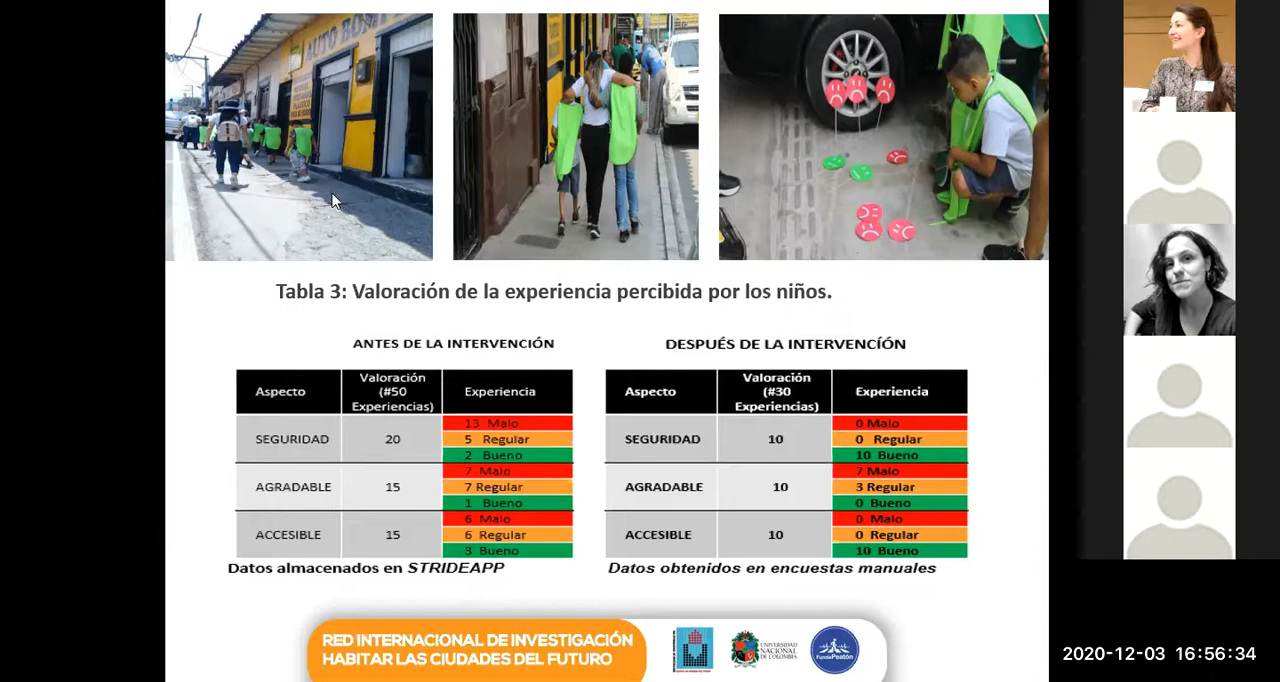 AUTO BONI
Tabla 3: Valoración de la experiencia percibida por los niños.
ANTES DE LA INTERVENCIÓN
Aspecto Valoración (#50 Experiencias) Experiencia
SEGURIDAD 20 13 Malo
5 Regular
2 Bueno
AGRADABLE 15 7 Malo
7 Regular
1 Bueno
ACCESIBLE 15 6 Malo
6 Regular
3 Bueno
Datos almacenados en STRIDEAPP
DESPUÉS DE LA INTERVENCÍÓN
Aspecto Valoración (#30 Experiencias) Experiencia
SEGURIDAD 10 0 Malo
0 Regular
10 Bueno
AGRADABLE 10 7 Malo
3 Regular
0 Bueno
ACCESIBLE 10 0 Malo
0 Regular
10 Bueno
Datos obtenidos en encuestas manuales
RED INTERNACIONAL DE INVESTIGACIÓN
HABITAR LAS CIUDADES DEL FUTURO
UNIVERSIDAD
NACIONAL
DE COLOMBIA
FundaPeatón
2020-12-03 16:56:34